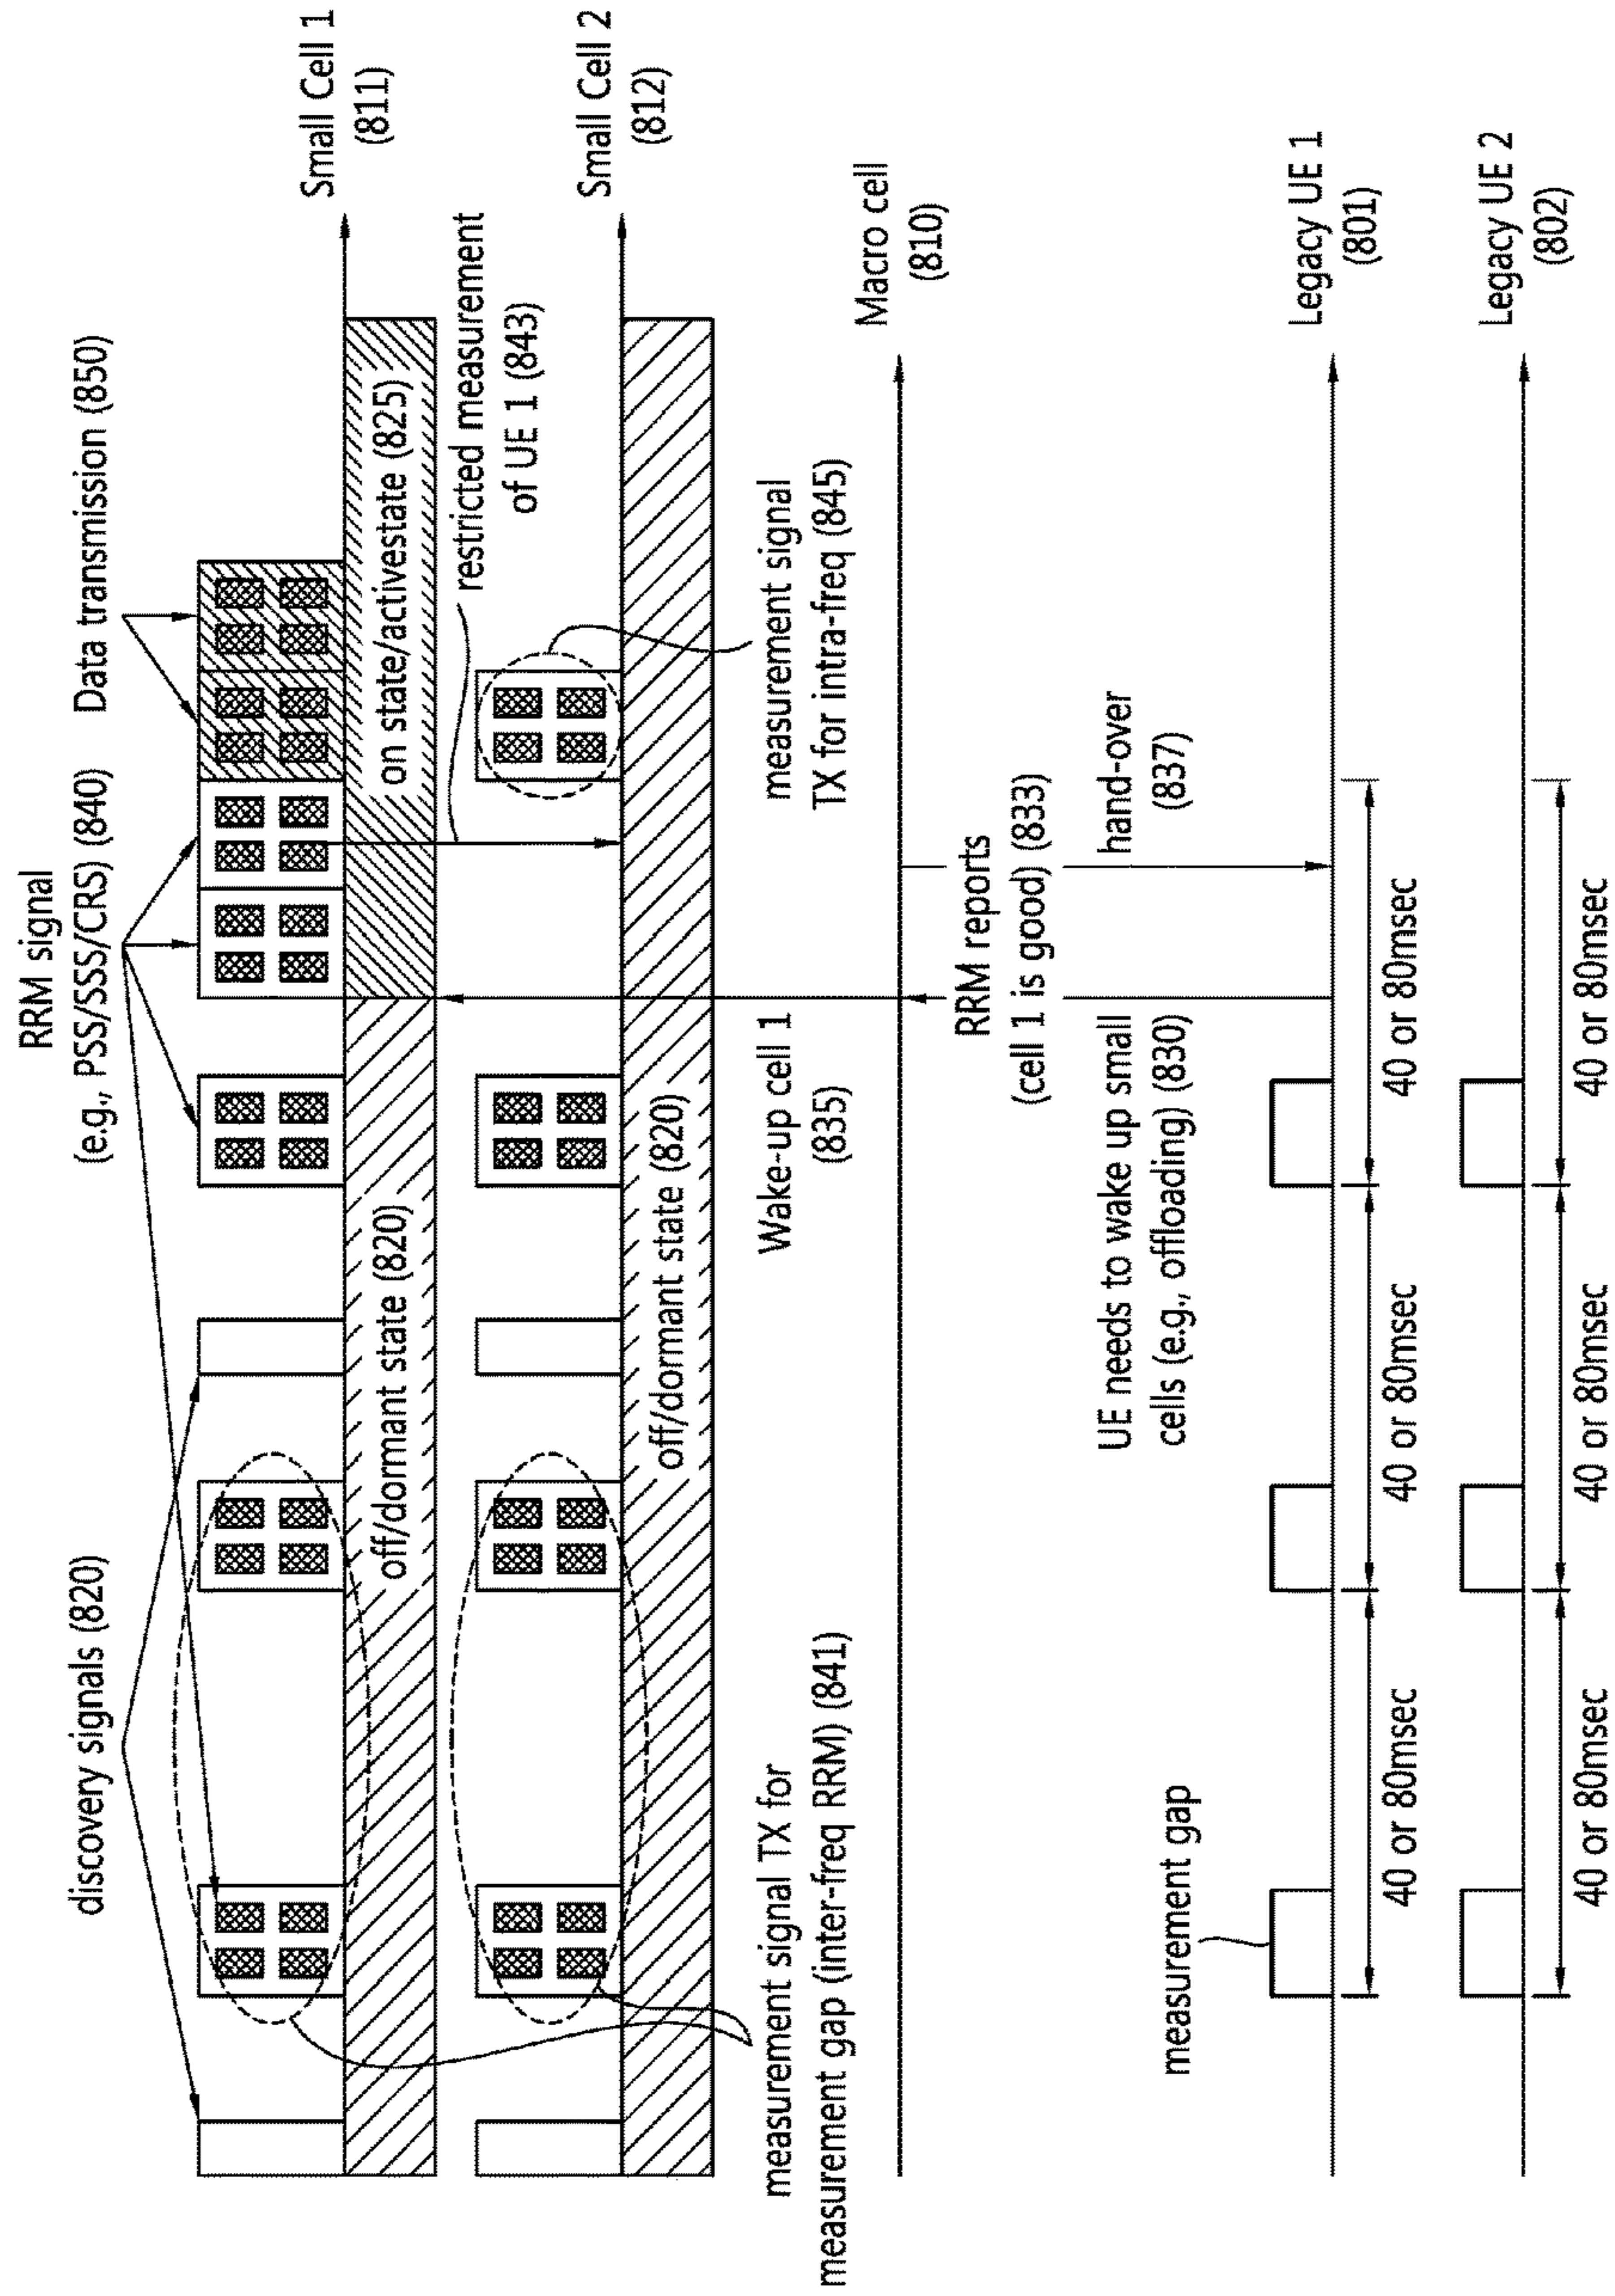 RRM signal
(e.g., PSS/SSS/CRS) (840)
Data transmission (850)
discovery signals (820)
Small Cell 1
(811)
off/dormant state (820)
on state/activestate (825)
restricted measurement
of UE 1 (843)
Small Cell 2
(812)
off/dormant state (820)
measurement signal TX for
measurement gap (inter-freq RRM) (841)
Wake-up cell 1
(835)
measurement signal
TX for intra-freq (845)
Macro cell
(810)
RRM reports
(cell 1 is good) (833)
UE needs to wake up small
cells (e.g., offloading) (830)
hand-over
(837)
measurement gap
Legacy UE 1
(801)
40 or 80msec
40 or 80msec
40 or 80msec
Legacy UE 2
(802)
40 or 80msec
40 or 80msec
40 or 80msec